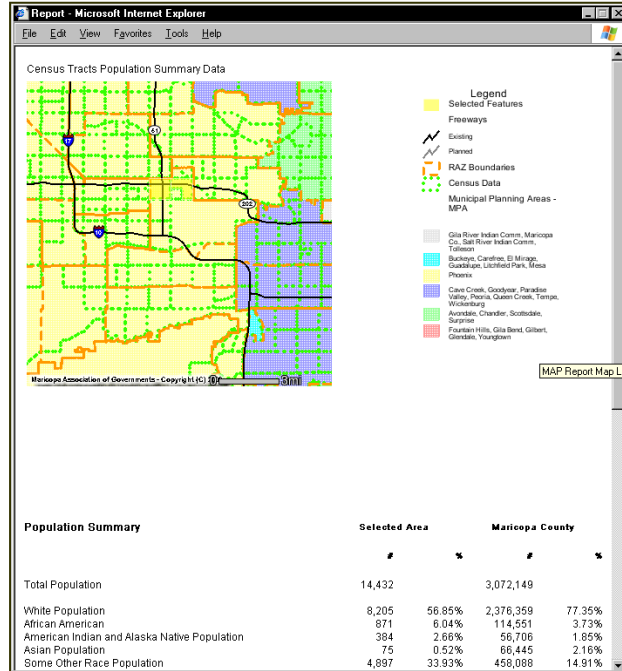 Report - Microsoft Internet Explorer
File Edit View Favorites Tools Help
Census Tracts Population Summary Data
17
51
202
10
Maricopa Association of Governments - Copyright (C)
0
3mi
Legend
Selected Features
Freeways
Existing
Planned
RAZ Boundaries
Census Data
Municipal Planning Areas -
MPA
Gila River Indian Comm, Maricopa
Co., Salt River Indian Comm,
Tolleson
Buckeye, Carefree, El Mirage,
Guadalupe, Litchfield Park, Mesa
Phoenix
Cave Creek, Goodyear, Paradise
Valley, Peoria, Queen Creek, Tempe,
Wickenburg
Avondale, Chandler, Scottsdale,
Surprise
Fountain Hills, Gila Bend, Gilbert,
Glendale, Youngtown
MAP Report Map L
Population Summary Selected Area Maricopa County
# % # %
Total Population 14,432 3,072,149
White Population 8,205 56.85% 2,376,359 77.35%
African American 871 6.04% 114,551 3.73%
American Indian and Alaska Native Population 384 2.66% 56,706 1.85%
Asian Population 75 0.52% 66,445 2.16%
Some Other Race Population 4,897 33.93% 458,088 14.91%